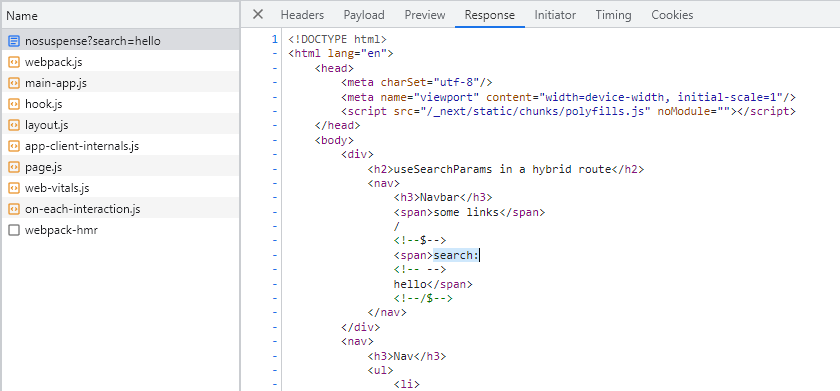 Name
nosuspense?search=hello
webpack.js
main-app.js
hook.js
layout.js
app-client-internals.js
page.js
web-vitals.js
on-each-interaction.js
webpack-hmr
Headers Payload Preview Response Initiator Timing Cookies
1 <!DOCTYPE html>
- <html lang="en">
- <head>
- <meta charSet="utf-8"/>
- <meta name="viewport" content="width=device-width, initial-scale=1"/>
- <script src="/_next/static/chunks/polyfills.js" noModule=""></script>
- </head>
- <body>
- <div>
- <h2>useSearchParams in a hybrid route</h2>
- <nav>
- <h3>Navbar</h3>
- <span>some links</span>
- /
- <!--$-->
- <span>search:
- <!-- -->
- hello</span>
- <!--/$-->
- </nav>
- </div>
- <nav>
- <h3>Nav</h3>
- <ul>
- <li>